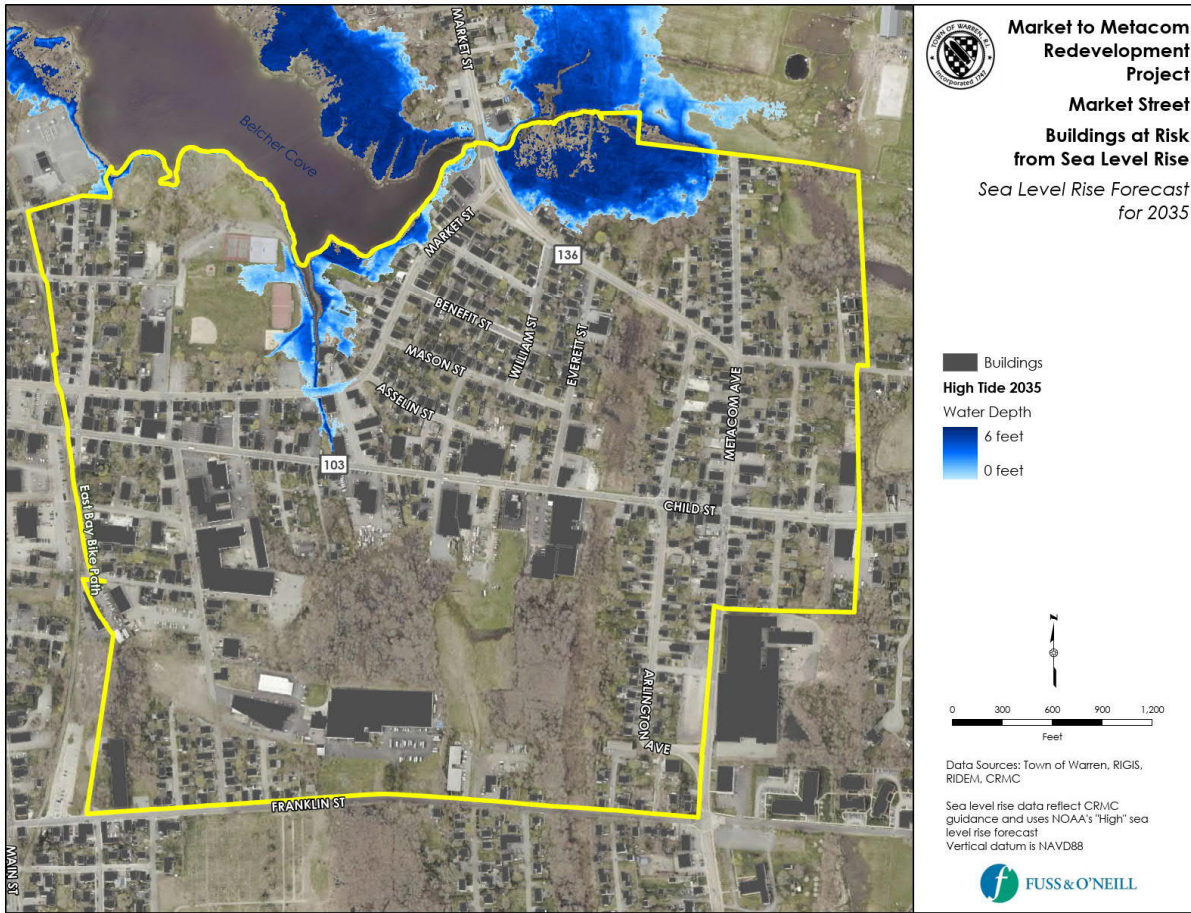 MARKET ST
Belcher Cove
MARKET ST
136
BENEFIT ST
WILLIAM ST
EVERETT ST
MASON ST
ASSELIN ST
METACOM AVE
103
CHILD ST
East Bay Bike Path
ARLINGTON AVE
FRANKLIN ST
MAIN ST
TOWN OF WARREN, R.I.
Incorporated 1747
Market to Metacom
Redevelopment
Project
Market Street
Buildings at Risk
from Sea Level Rise
Sea Level Rise Forecast
for 2035
Buildings
High Tide 2035
Water Depth
6 feet
0 feet
N
0 300 600 900 1,200
Feet
Data Sources: Town of Warren, RIGIS,
RIDEM, CRMC
Sea level rise data reflect CRMC
guidance and uses NOAA's "High" sea
level rise forecast
Vertical datum is NAVD88
f
FUSS & O'NEILL